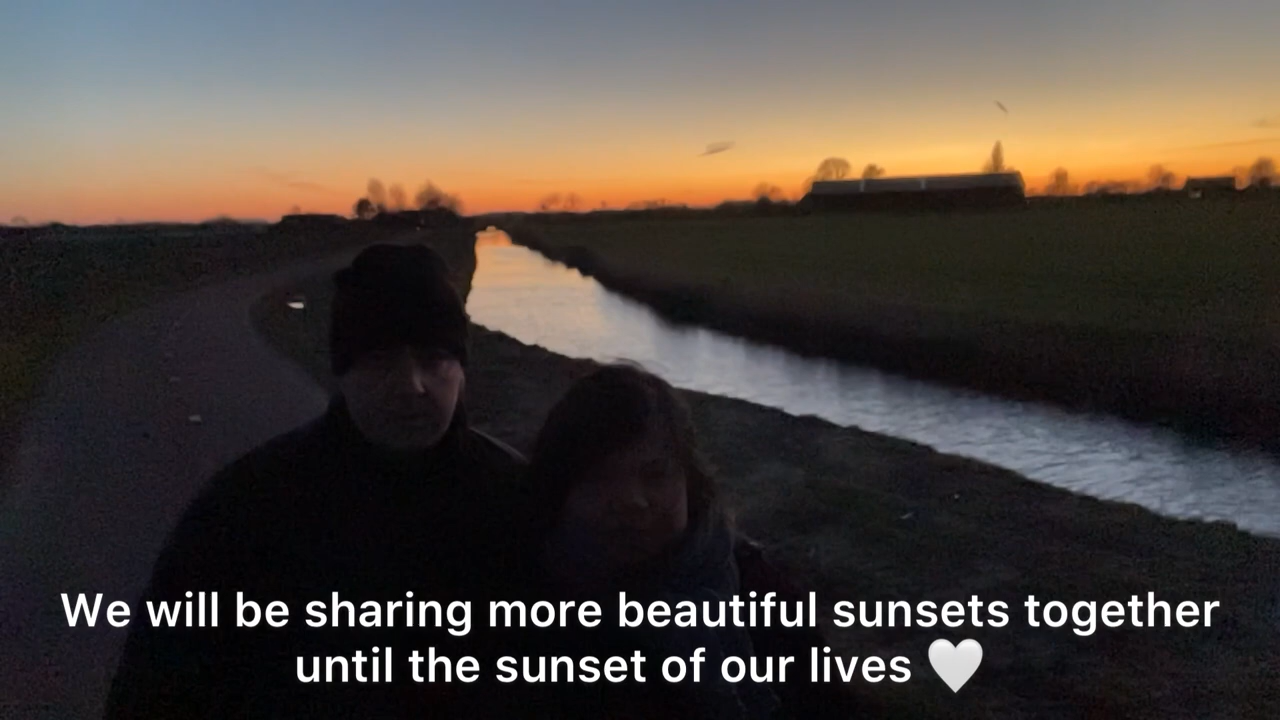 We will be sharing more beautiful sunsets together
until the sunset of our lives 🤍